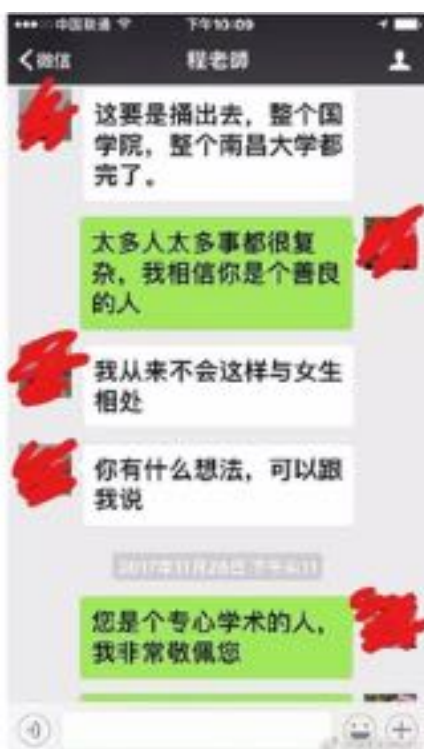 中国联通
下午10:09
微信
程老師
这要是捅出去，整个国
学院，整个南昌大学都
完了。
太多人太多事都很复
杂，我相信你是个善良
的人
我从来不会这样与女生
相处
你有什么想法，可以跟
我说
您是个专心学术的人，
我非常敬佩您